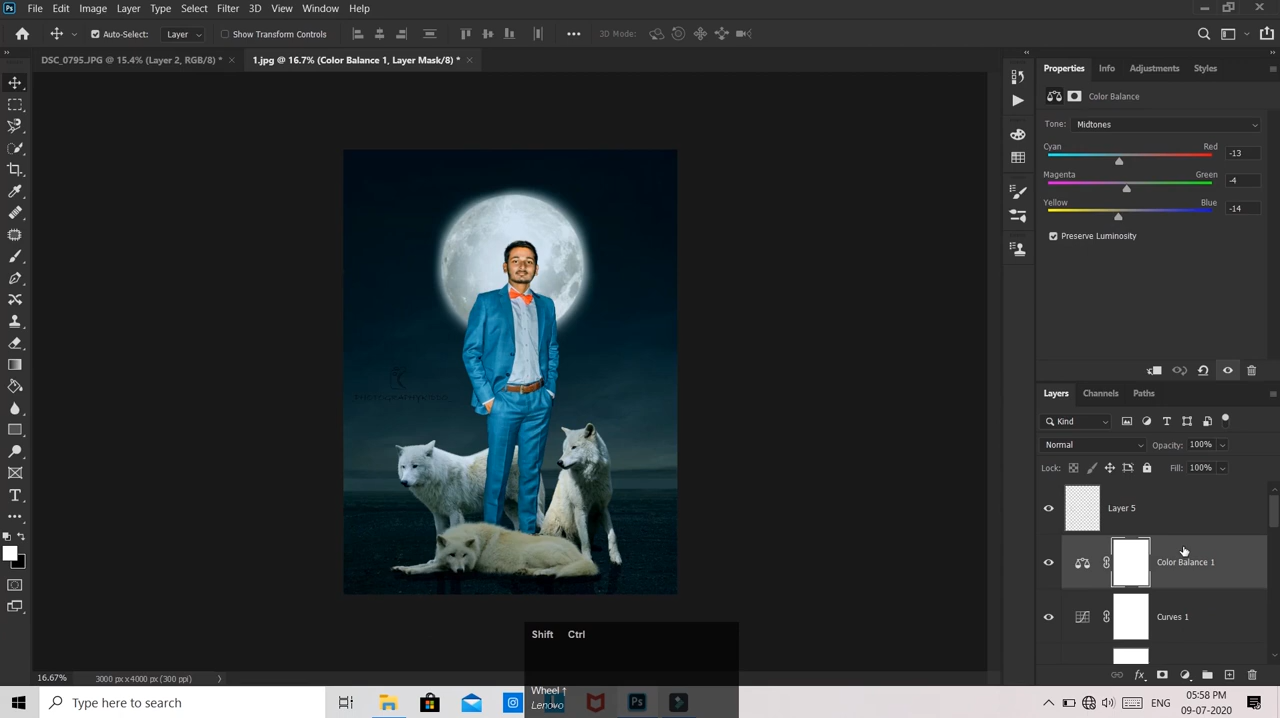 Ps File Edit Image Layer Type Select Filter 3D View Window Help
Auto-Select: Layer Show Transform Controls 3D Mode:
DSC_0795.JPG @ 15.4% (Layer 2, RGB/8) * 1.jpg @ 16.7% (Color Balance 1, Layer Mask/8) *
Properties Info Adjustments Styles
Color Balance
Tone: Midtones
Cyan Red -13
Magenta Green -4
Yellow Blue -14
Preserve Luminosity
Layers Channels Paths
Kind
Normal Opacity: 100%
Lock: Fill: 100%
Layer 5
Color Balance 1
Curves 1
Shift Ctrl
Wheel ↑
Lenovo
16.67% 3000 px x 4000 px (300 ppi)
Type here to search
Ps
ENG
05:58 PM
09-07-2020